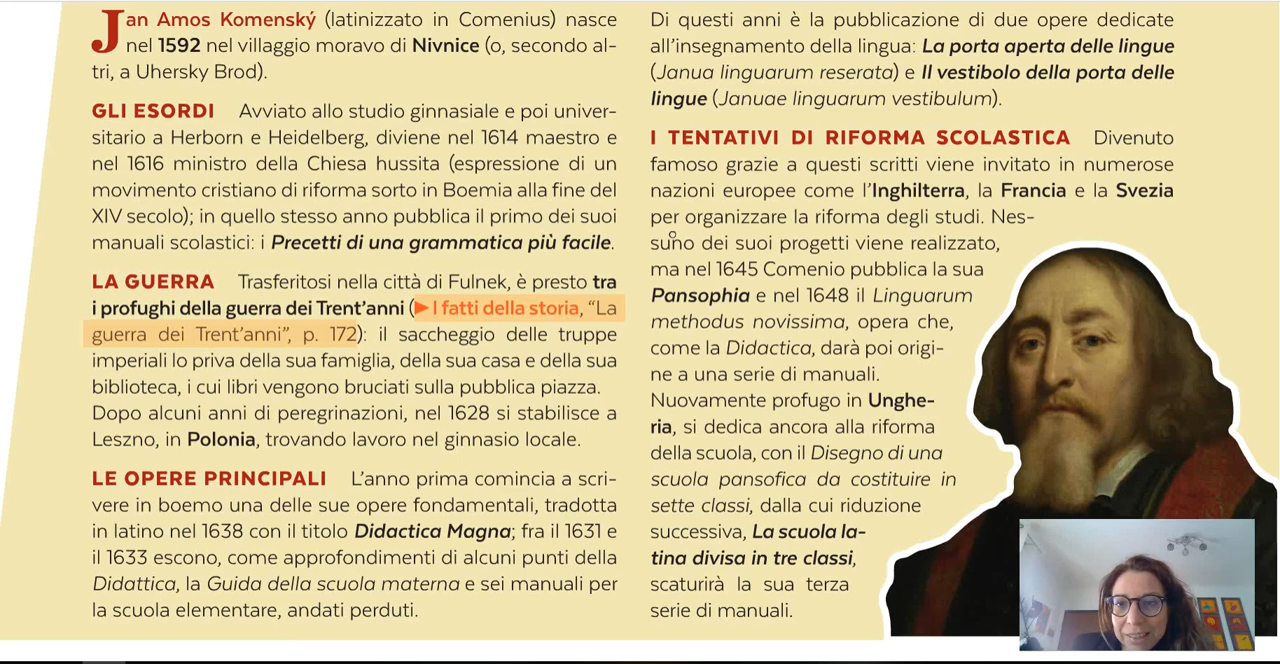 Jan Amos Komenský (latinizzato in Comenius) nasce
nel 1592 nel villaggio moravo di Nivnice (o, secondo al-
tri, a Uhersky Brod).
GLI ESORDI Avviato allo studio ginnasiale e poi univer-
sitario a Herborn e Heidelberg, diviene nel 1614 maestro e
nel 1616 ministro della Chiesa hussita (espressione di un
movimento cristiano di riforma sorto in Boemia alla fine del
XIV secolo); in quello stesso anno pubblica il primo dei suoi
manuali scolastici: i Precetti di una grammatica più facile.
LA GUERRA Trasferitosi nella città di Fulnek, è presto tra
i profughi della guerra dei Trent'anni (▶ I fatti della storia, “La
guerra dei Trent'anni”, p. 172): il saccheggio delle truppe
imperiali lo priva della sua famiglia, della sua casa e della sua
biblioteca, i cui libri vengono bruciati sulla pubblica piazza.
Dopo alcuni anni di peregrinazioni, nel 1628 si stabilisce a
Leszno, in Polonia, trovando lavoro nel ginnasio locale.
LE OPERE PRINCIPALI L'anno prima comincia a scri-
vere in boemo una delle sue opere fondamentali, tradotta
in latino nel 1638 con il titolo Didactica Magna; fra il 1631 e
il 1633 escono, come approfondimenti di alcuni punti della
Didattica, la Guida della scuola materna e sei manuali per
la scuola elementare, andati perduti.
Di questi anni è la pubblicazione di due opere dedicate
all'insegnamento della lingua: La porta aperta delle lingue
(Janua linguarum reserata) e Il vestibolo della porta delle
lingue (Januae linguarum vestibulum).
I TENTATIVI DI RIFORMA SCOLASTICA Divenuto
famoso grazie a questi scritti viene invitato in numerose
nazioni europee come l'Inghilterra, la Francia e la Svezia
per organizzare la riforma degli studi. Nes-
suno dei suoi progetti viene realizzato,
ma nel 1645 Comenio pubblica la sua
Pansophia e nel 1648 il Linguarum
methodus novissima, opera che,
come la Didactica, darà poi origi-
ne a una serie di manuali.
Nuovamente profugo in Unghe-
ria, si dedica ancora alla riforma
della scuola, con il Disegno di una
scuola pansofica da costituire in
sette classi, dalla cui riduzione
successiva, La scuola la-
tina divisa in tre classi,
scaturirà la sua terza
serie di manuali.